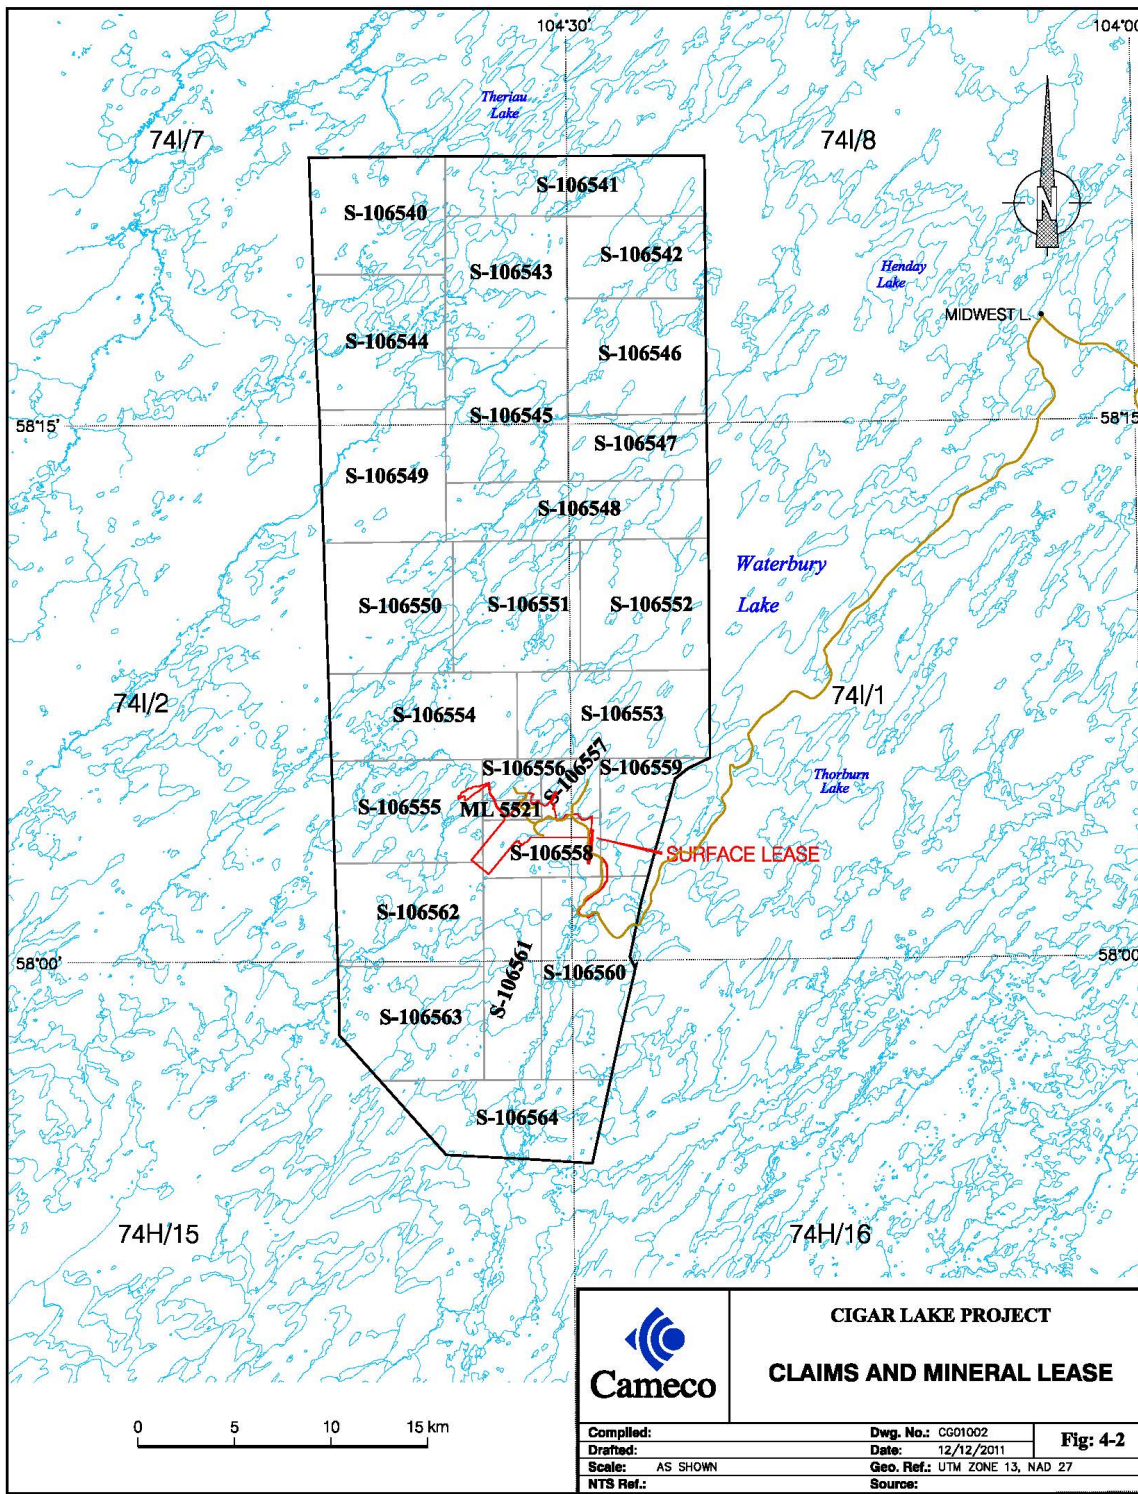 104°30'
104°00'
Theriau
Lake
74I/7
74I/8
S-106541
S-106540
S-106542
S-106543
Henday
Lake
MIDWEST L.
S-106544
S-106546
58°15'
S-106545
58°15'
S-106547
S-106549
S-106548
Waterbury
Lake
S-106550
S-106551
S-106552
74I/2
74I/1
S-106554
S-106553
S-106556
S-106557
S-106559
Thorburn
Lake
S-106555
ML 5521
S-106558
SURFACE LEASE
S-106562
58°00'
S-106561
S-106560
58°00'
S-106563
S-106564
74H/15
74H/16
N
0 5 10 15 km
Cameco
CIGAR LAKE PROJECT
CLAIMS AND MINERAL LEASE
Compiled:
Dwg. No.: CG01002
Fig: 4-2
Drafted:
Date: 12/12/2011
Scale: AS SHOWN
Geo. Ref.: UTM ZONE 13, NAD 27
NTS Ref.:
Source: